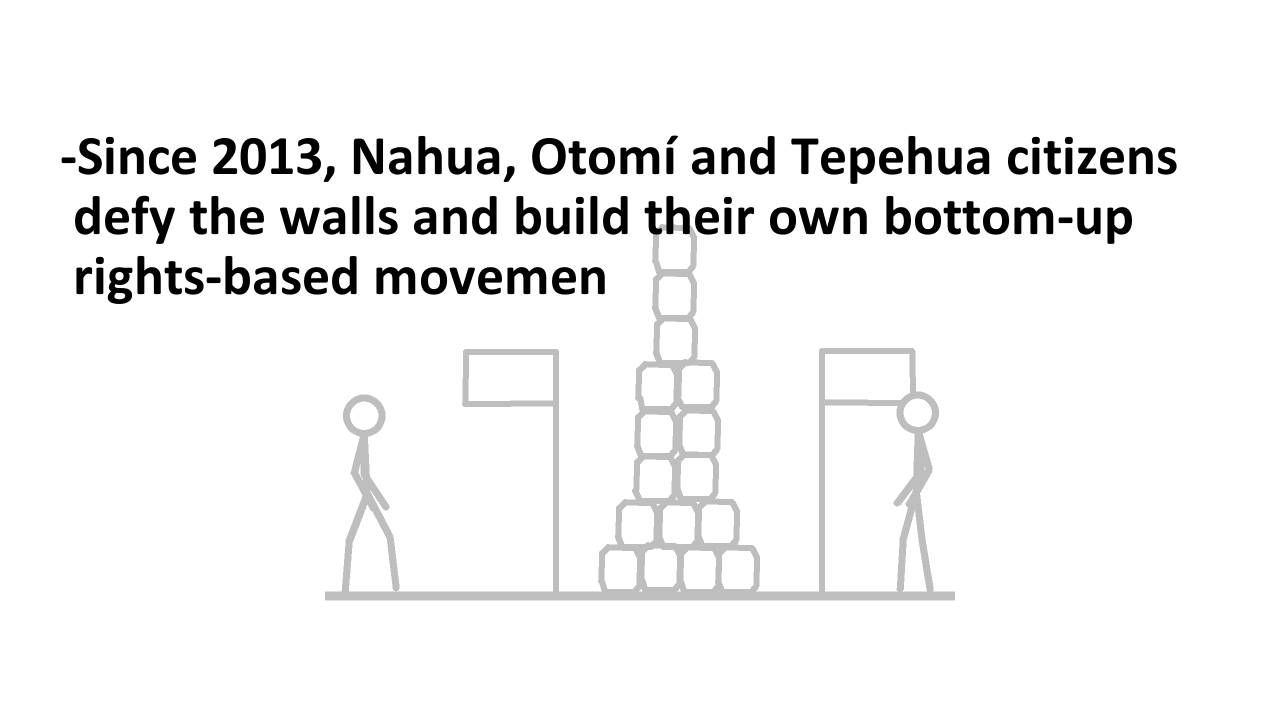 -Since 2013, Nahua, Otomí and Tepehua citizens
defy the walls and build their own bottom-up
rights-based movemen